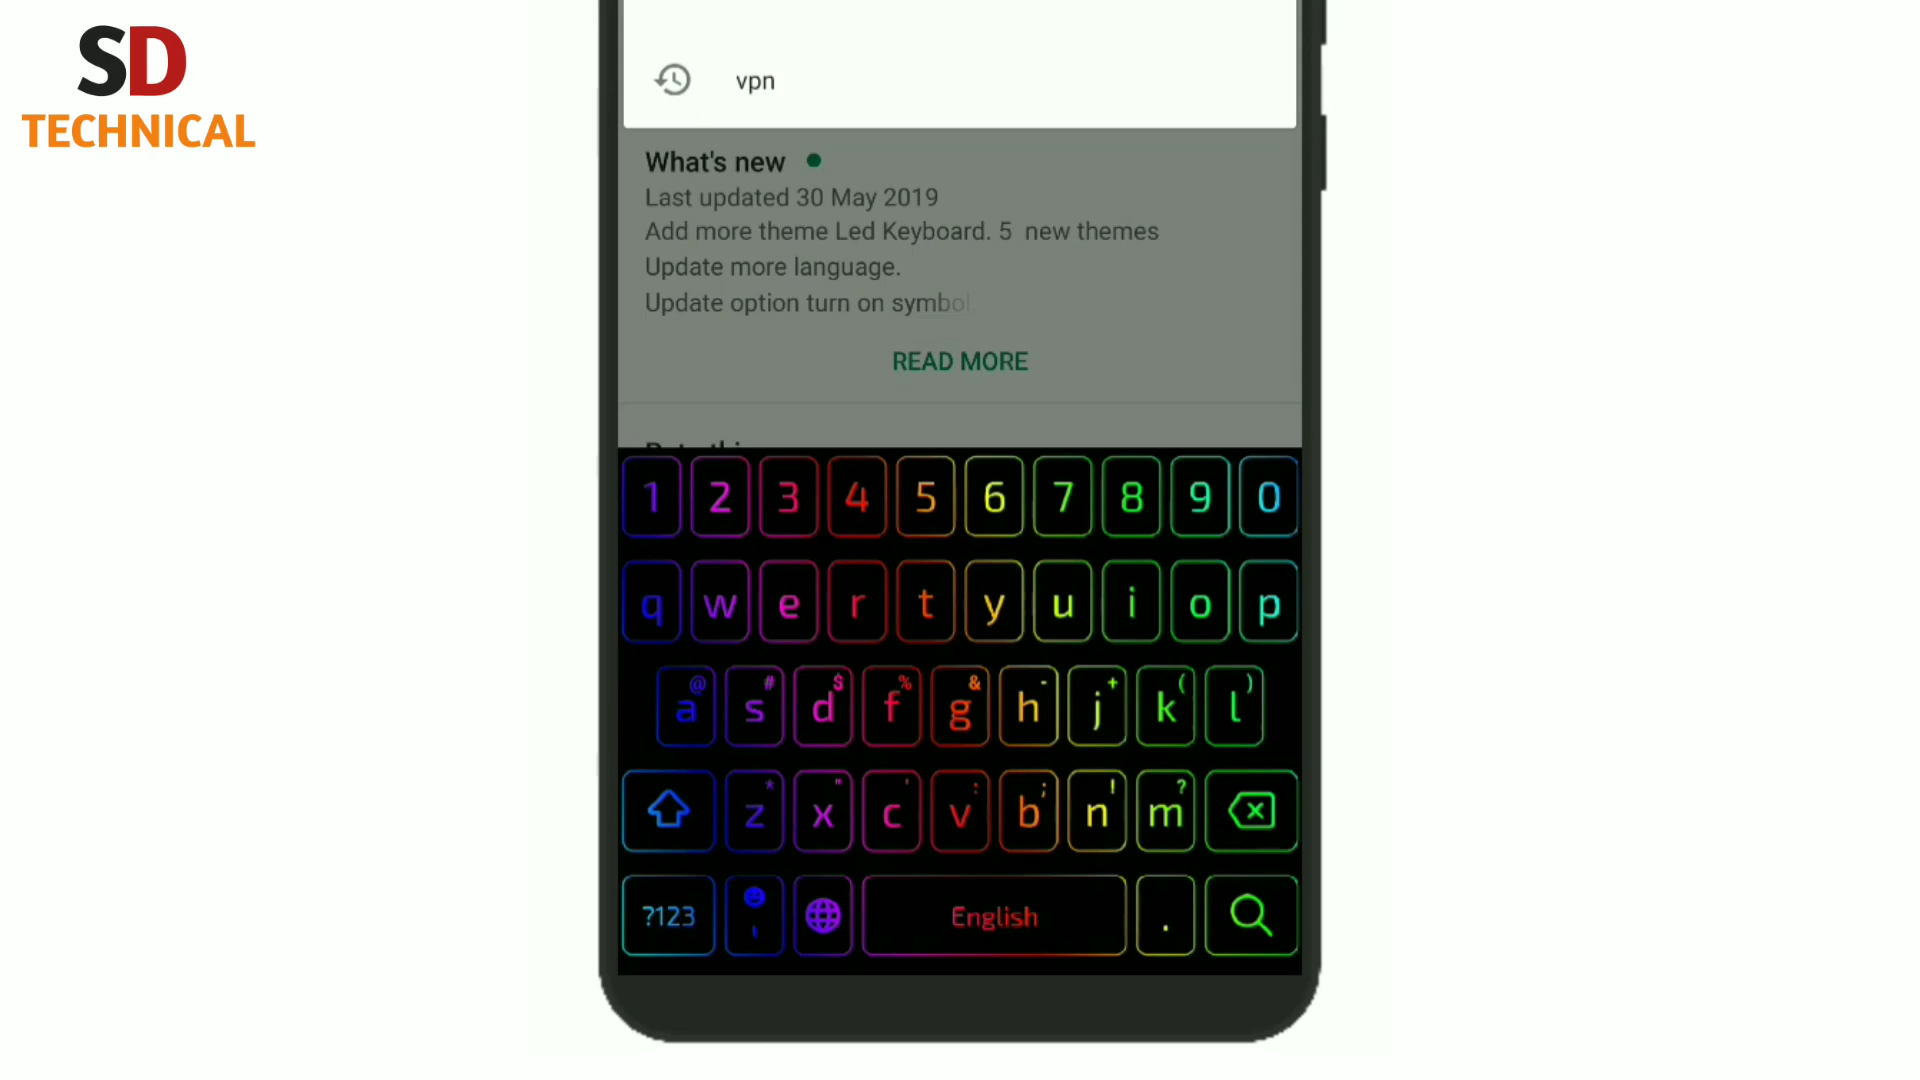 SD
TECHNICAL
vpn
What's new
Last updated 30 May 2019
Add more theme Led Keyboard. 5 new themes
Update more language.
Update option turn on symbol
READ MORE
1 2 3 4 5 6 7 8 9 0
q w e r t y u i o p
@ # $ % & - + ( )
a s d f g h j k l
* " ' : ; ! ?
z x c v b n m
?123 , English .